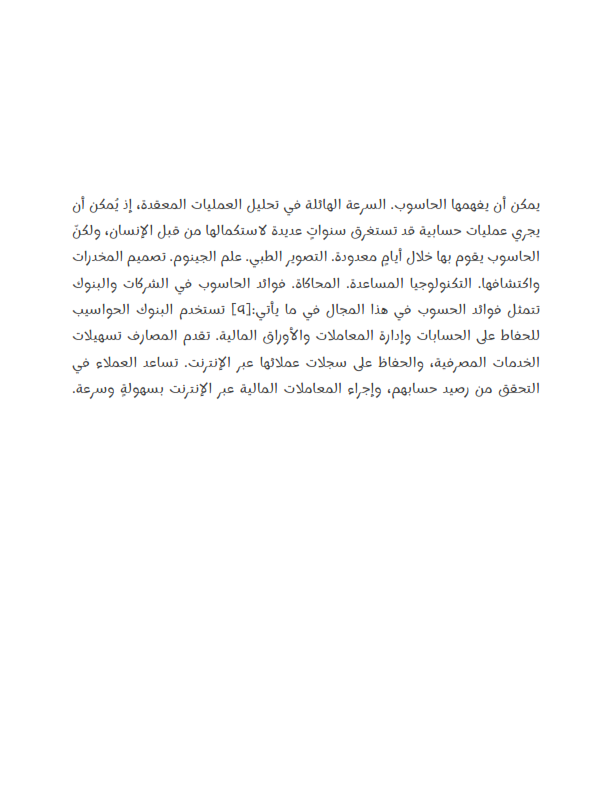 يمكن أن يفهمها الحاسوب. السرعة الهائلة في تحليل العمليات المعقدة، إذ يُمكن أن
يجري عمليات حسابية قد تستغرق سنواتٍ عديدة لاستكمالها من قبل الإنسان، ولكنّ
الحاسوب يقوم بها خلال أيامٍ معدودة. التصوير الطبي. علم الجينوم. تصميم المخدرات
واكتشافها. التكنولوجيا المساعدة. المحاكاة. فوائد الحاسوب في الشركات والبنوك
تتمثل فوائد الحسوب في هذا المجال في ما يأتي:[٩] تستخدم البنوك الحواسيب
للحفاظ على الحسابات وإدارة المعاملات والأوراق المالية. تقدم المصارف تسهيلات
الخدمات المصرفية، والحفاظ على سجلات عملائها عبر الإنترنت. تساعد العملاء في
التحقق من رصيد حسابهم، وإجراء المعاملات المالية عبر الإنترنت بسهولةٍ وسرعة.